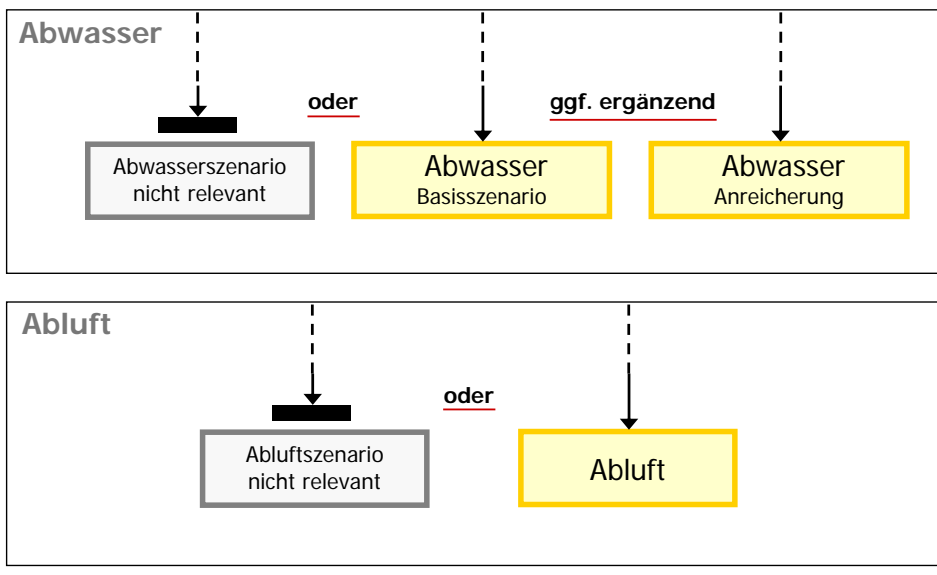 Abwasser
oder
ggf. ergänzend
Abwasserszenario
nicht relevant
Abwasser
Basisszenario
Abwasser
Anreicherung
Abluft
oder
Abluftszenario
nicht relevant
Abluft